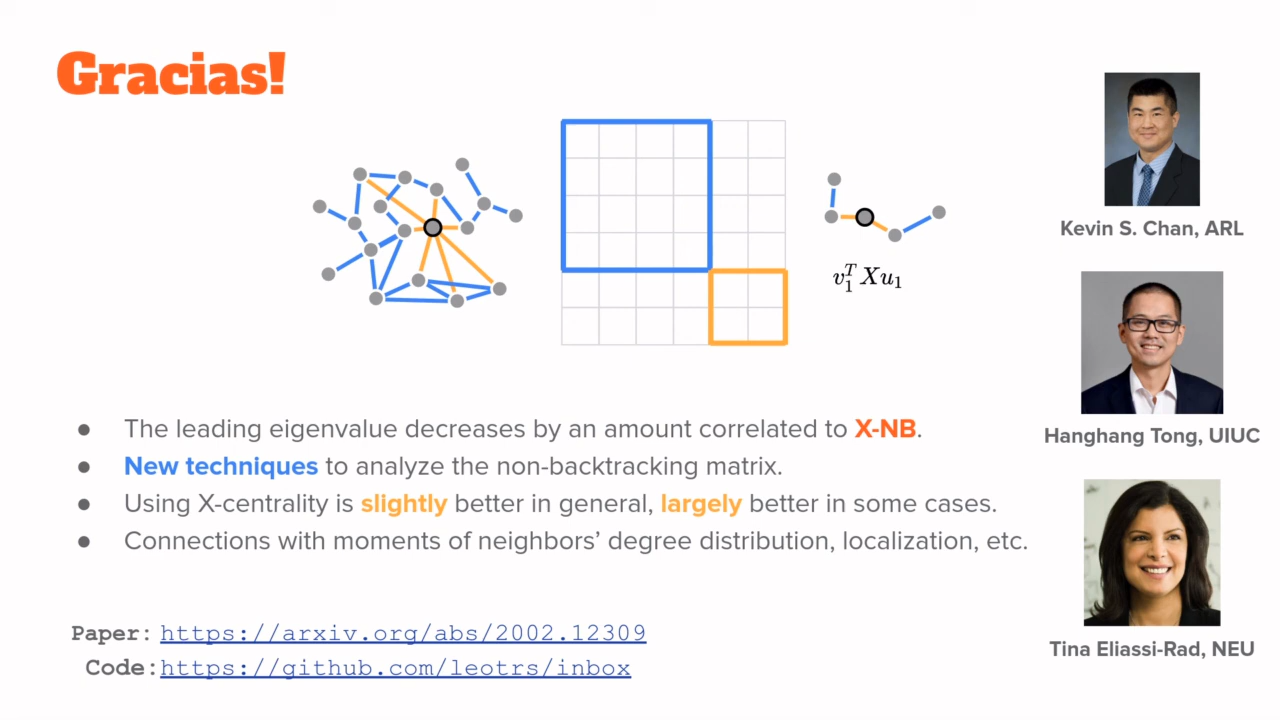 Gracias!
v_1^T X u_1
Kevin S. Chan, ARL
Hanghang Tong, UIUC
● The leading eigenvalue decreases by an amount correlated to X-NB.
● New techniques to analyze the non-backtracking matrix.
● Using X-centrality is slightly better in general, largely better in some cases.
● Connections with moments of neighbors’ degree distribution, localization, etc.
Paper: https://arxiv.org/abs/2002.12309
Code: https://github.com/leotrs/inbox
Tina Eliassi-Rad, NEU